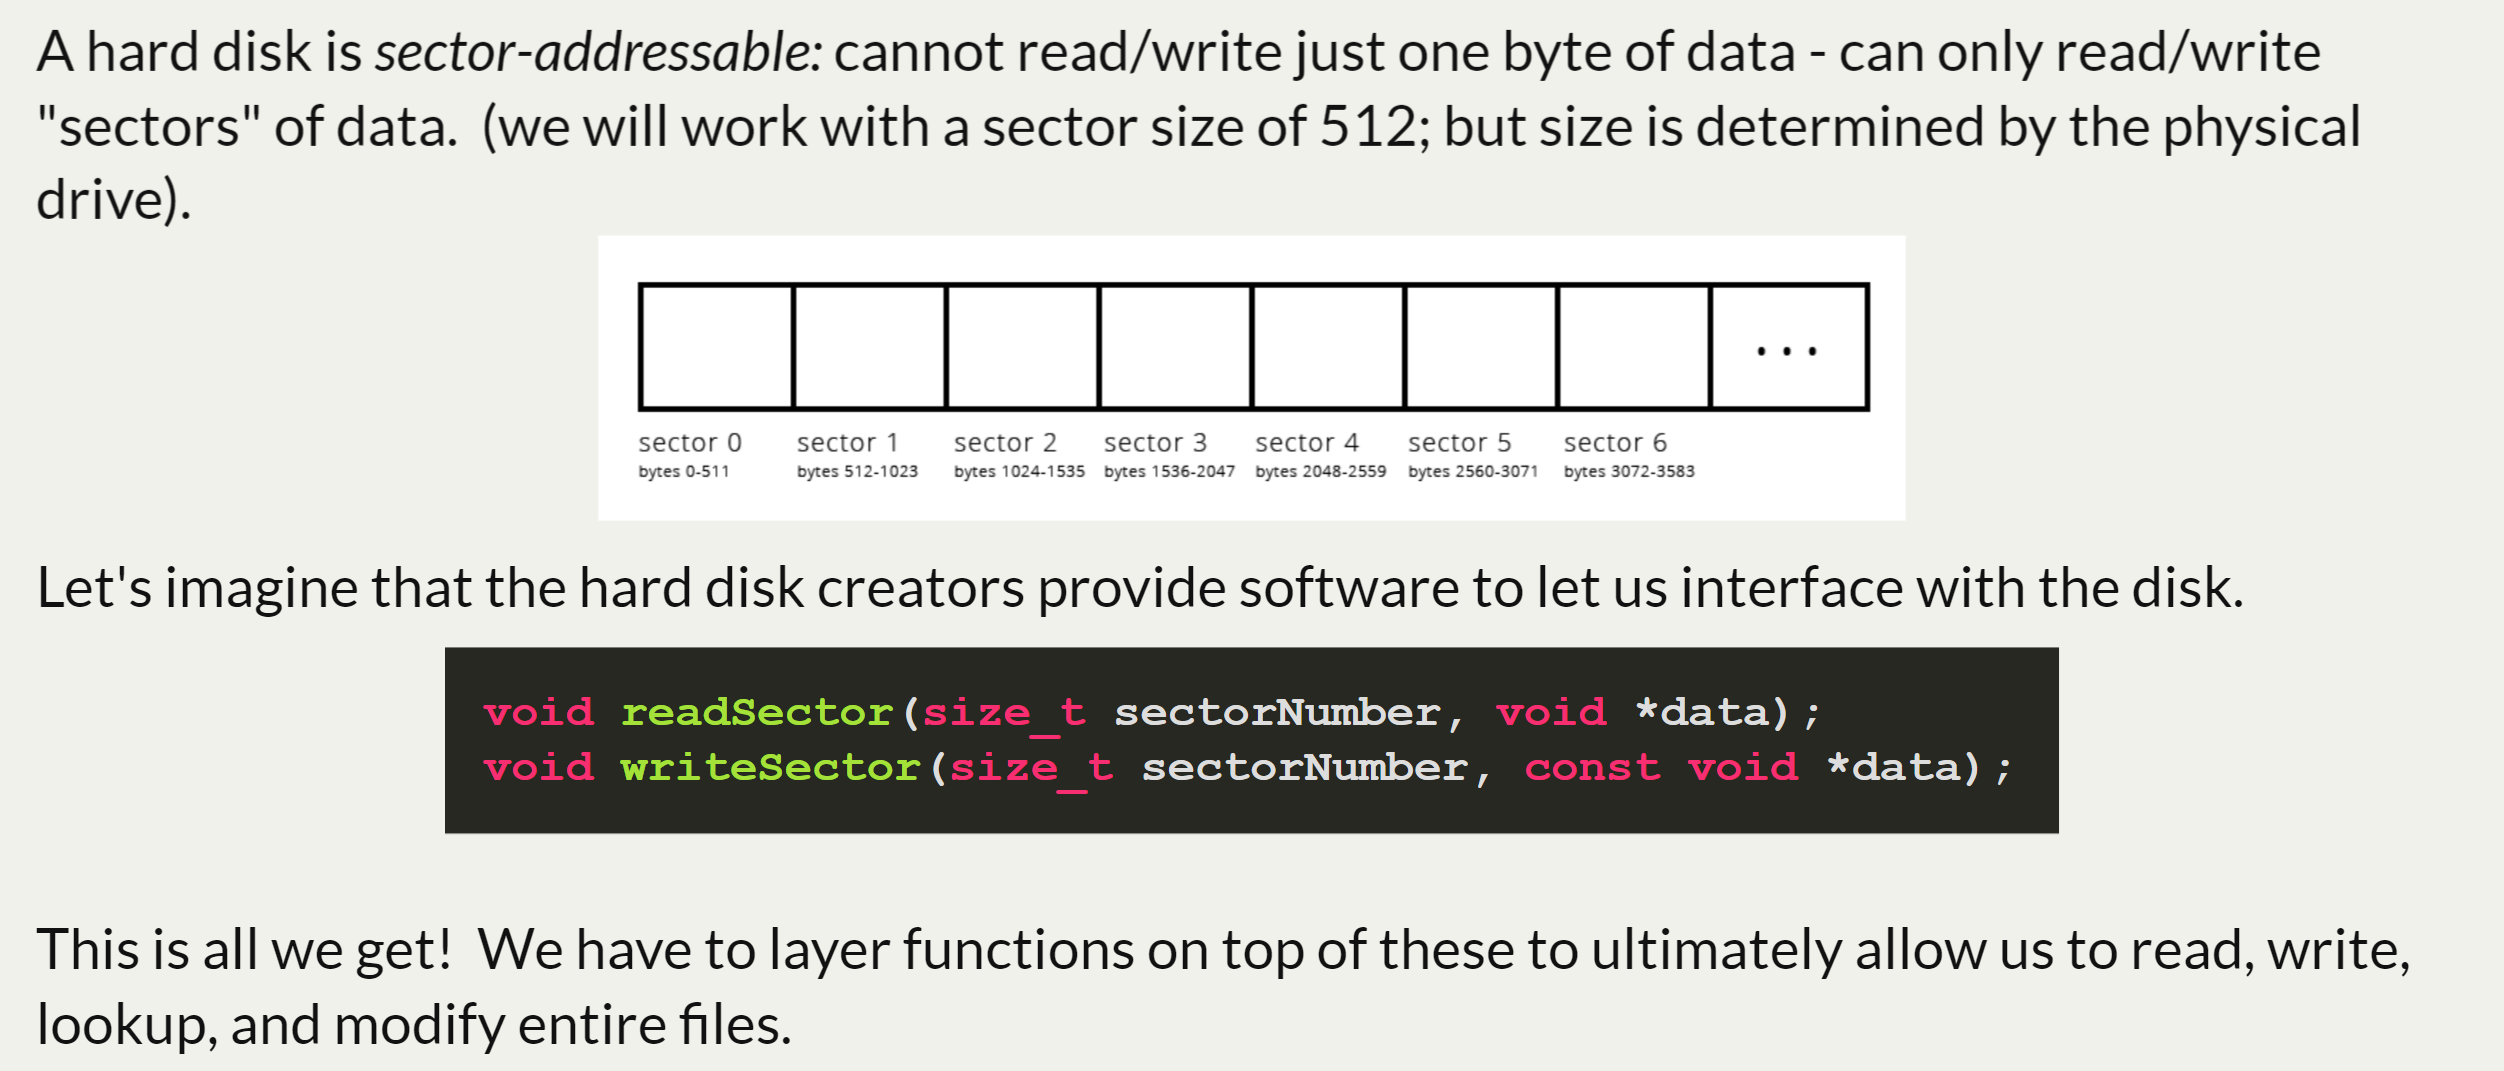 A hard disk is sector-addressable: cannot read/write just one byte of data - can only read/write
"sectors" of data.  (we will work with a sector size of 512; but size is determined by the physical
drive).
...
sector 0 sector 1 sector 2 sector 3 sector 4 sector 5 sector 6
bytes 0-511 bytes 512-1023 bytes 1024-1535 bytes 1536-2047 bytes 2048-2559 bytes 2560-3071 bytes 3072-3583
Let's imagine that the hard disk creators provide software to let us interface with the disk.
void readSector(size_t sectorNumber, void *data);
void writeSector(size_t sectorNumber, const void *data);
This is all we get!  We have to layer functions on top of these to ultimately allow us to read, write,
lookup, and modify entire files.